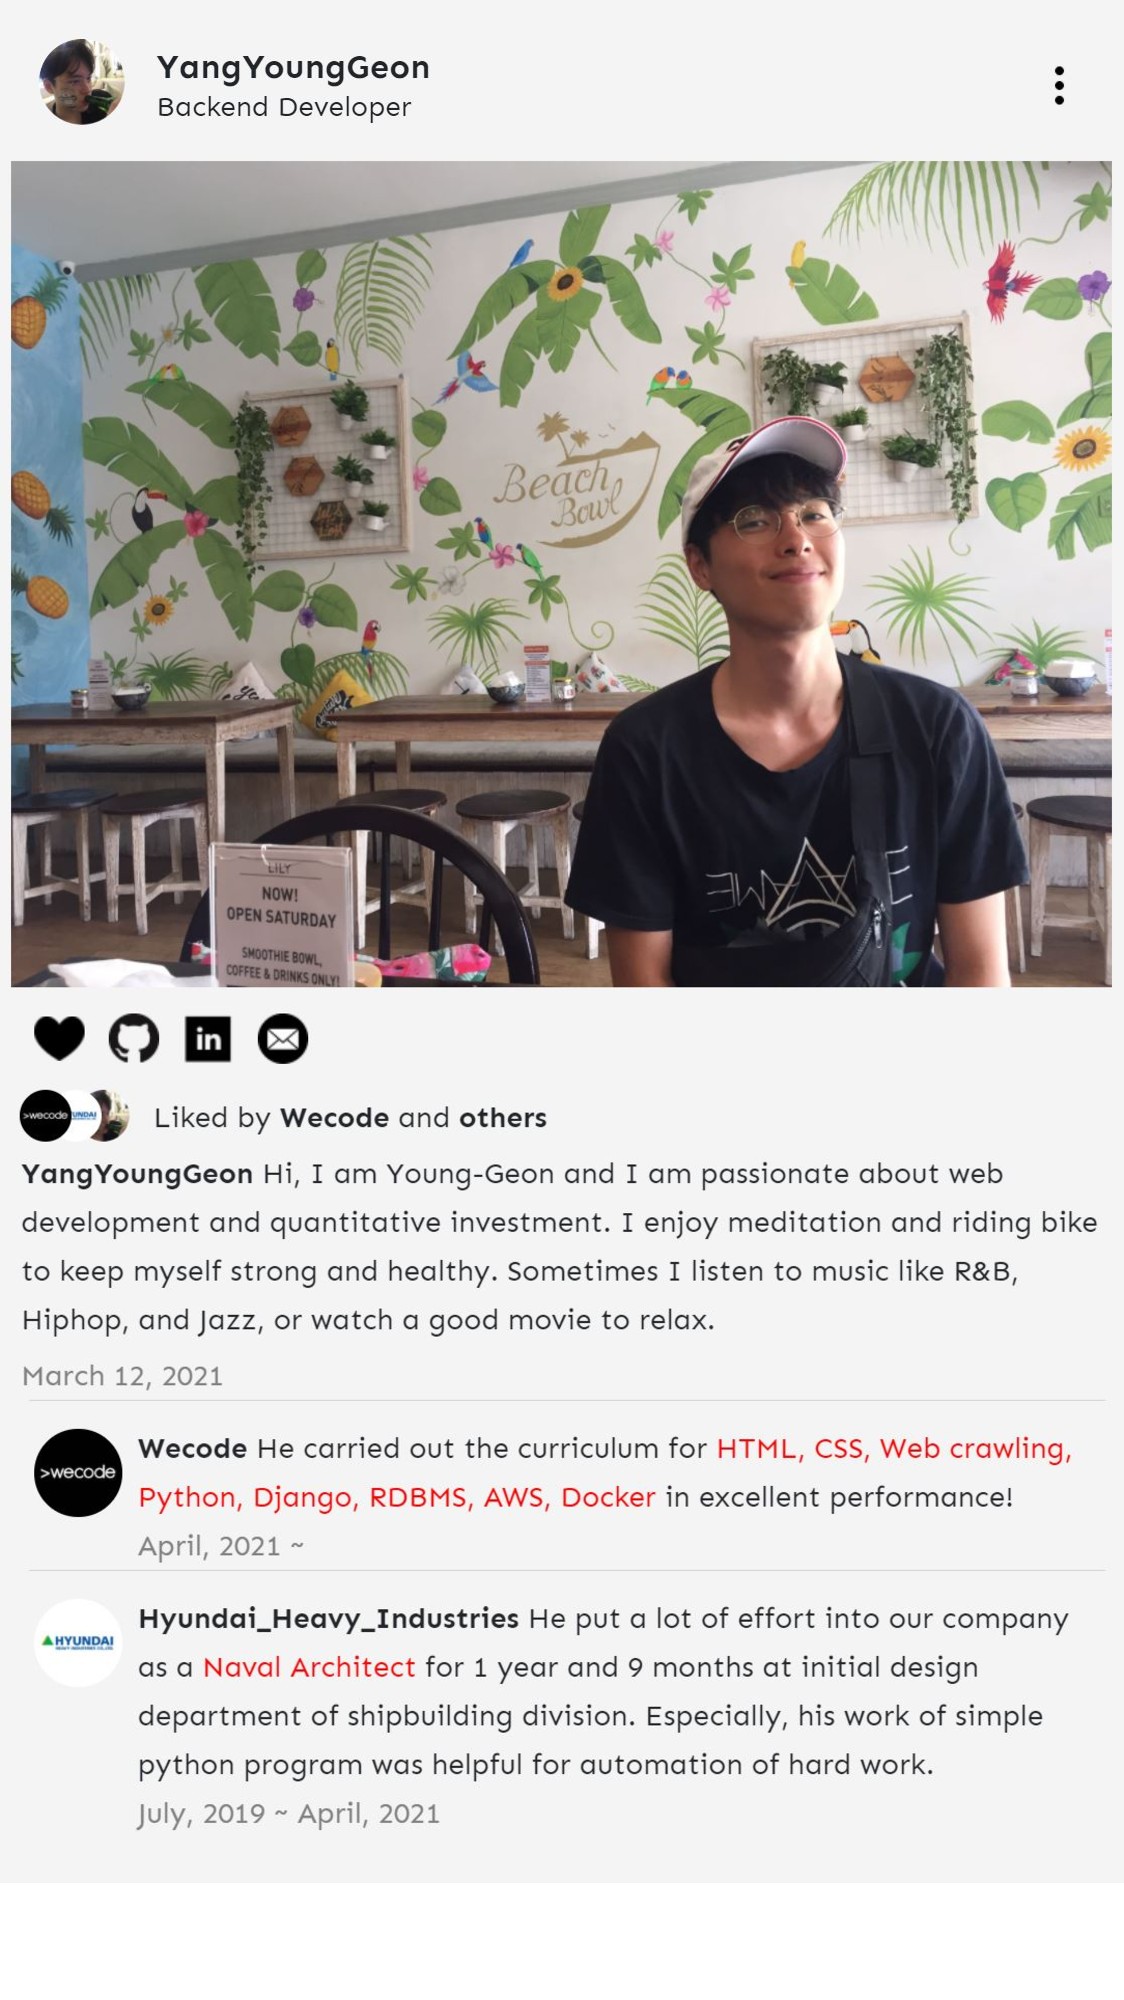 YangYoungGeon
Backend Developer
Beach
Bowl
LILY
NOW!
OPEN SATURDAY
SMOOTHIE BOWL,
COFFEE & DRINKS ONLY!
in
>wecode
Liked by Wecode and others
YangYoungGeon Hi, I am Young-Geon and I am passionate about web
development and quantitative investment. I enjoy meditation and riding bike
to keep myself strong and healthy. Sometimes I listen to music like R&B,
Hiphop, and Jazz, or watch a good movie to relax.
March 12, 2021
>wecode
Wecode He carried out the curriculum for HTML, CSS, Web crawling,
Python, Django, RDBMS, AWS, Docker in excellent performance!
April, 2021 ~
HYUNDAI
Hyundai_Heavy_Industries He put a lot of effort into our company
as a Naval Architect for 1 year and 9 months at initial design
department of shipbuilding division. Especially, his work of simple
python program was helpful for automation of hard work.
July, 2019 ~ April, 2021